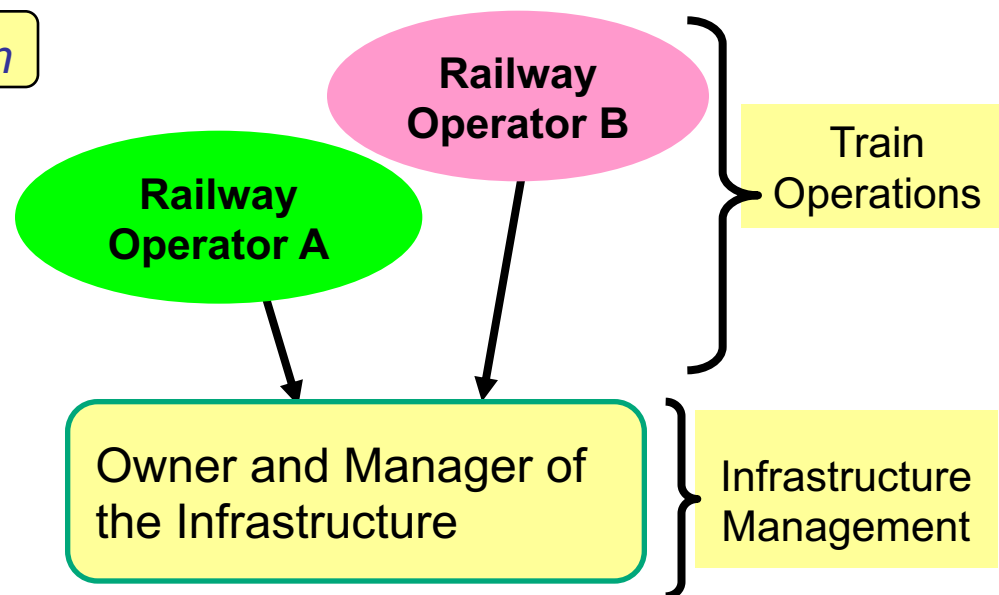 Railway
Operator B
Train
Operations
Railway
Operator A
Owner and Manager of
the Infrastructure
Infrastructure
Management